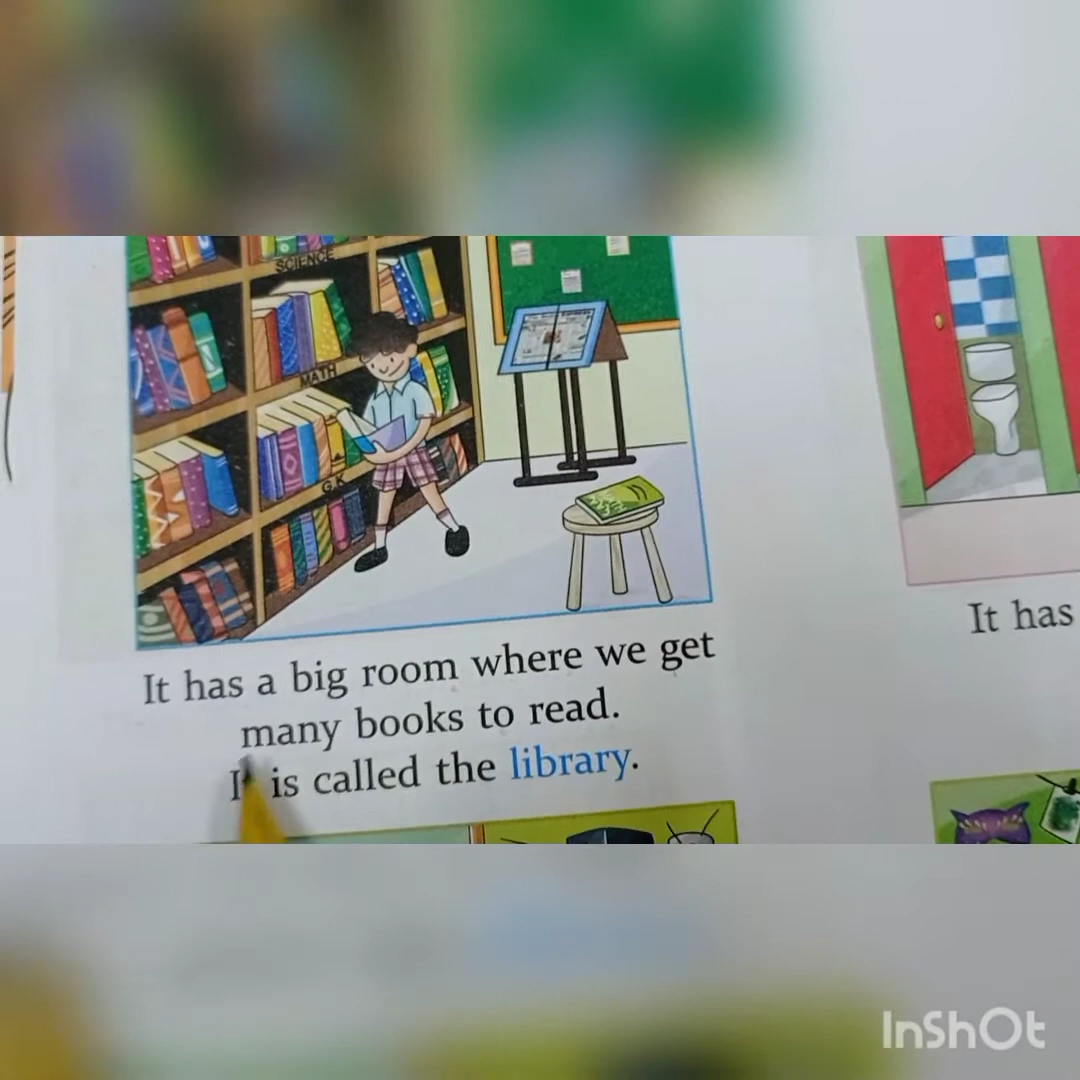 SCIENCE
MATH
G.K
It has a big room where we get
many books to read.
It is called the library.
It has
InShOt